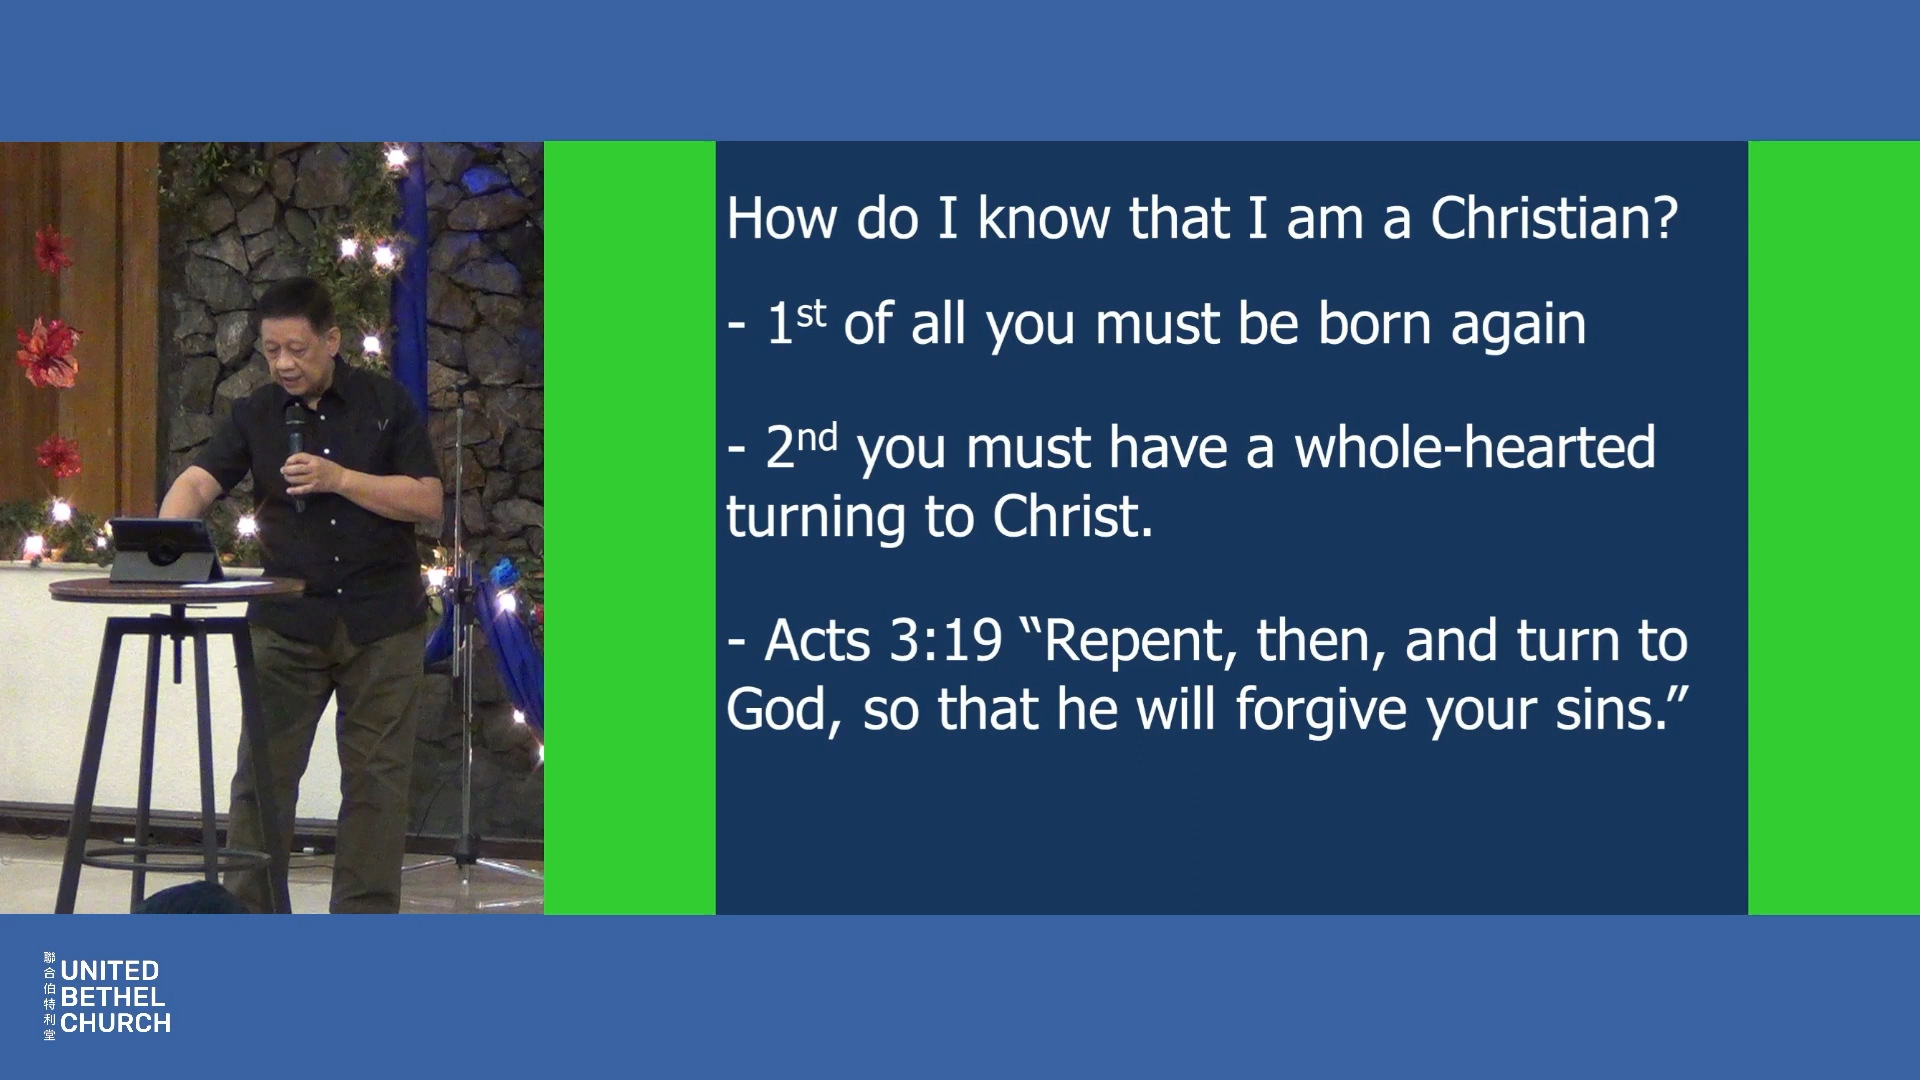 How do I know that I am a Christian?
- 1st of all you must be born again
- 2nd you must have a whole-hearted
turning to Christ.
- Acts 3:19 “Repent, then, and turn to
God, so that he will forgive your sins.”
聯合伯特利堂
UNITED
BETHEL
CHURCH